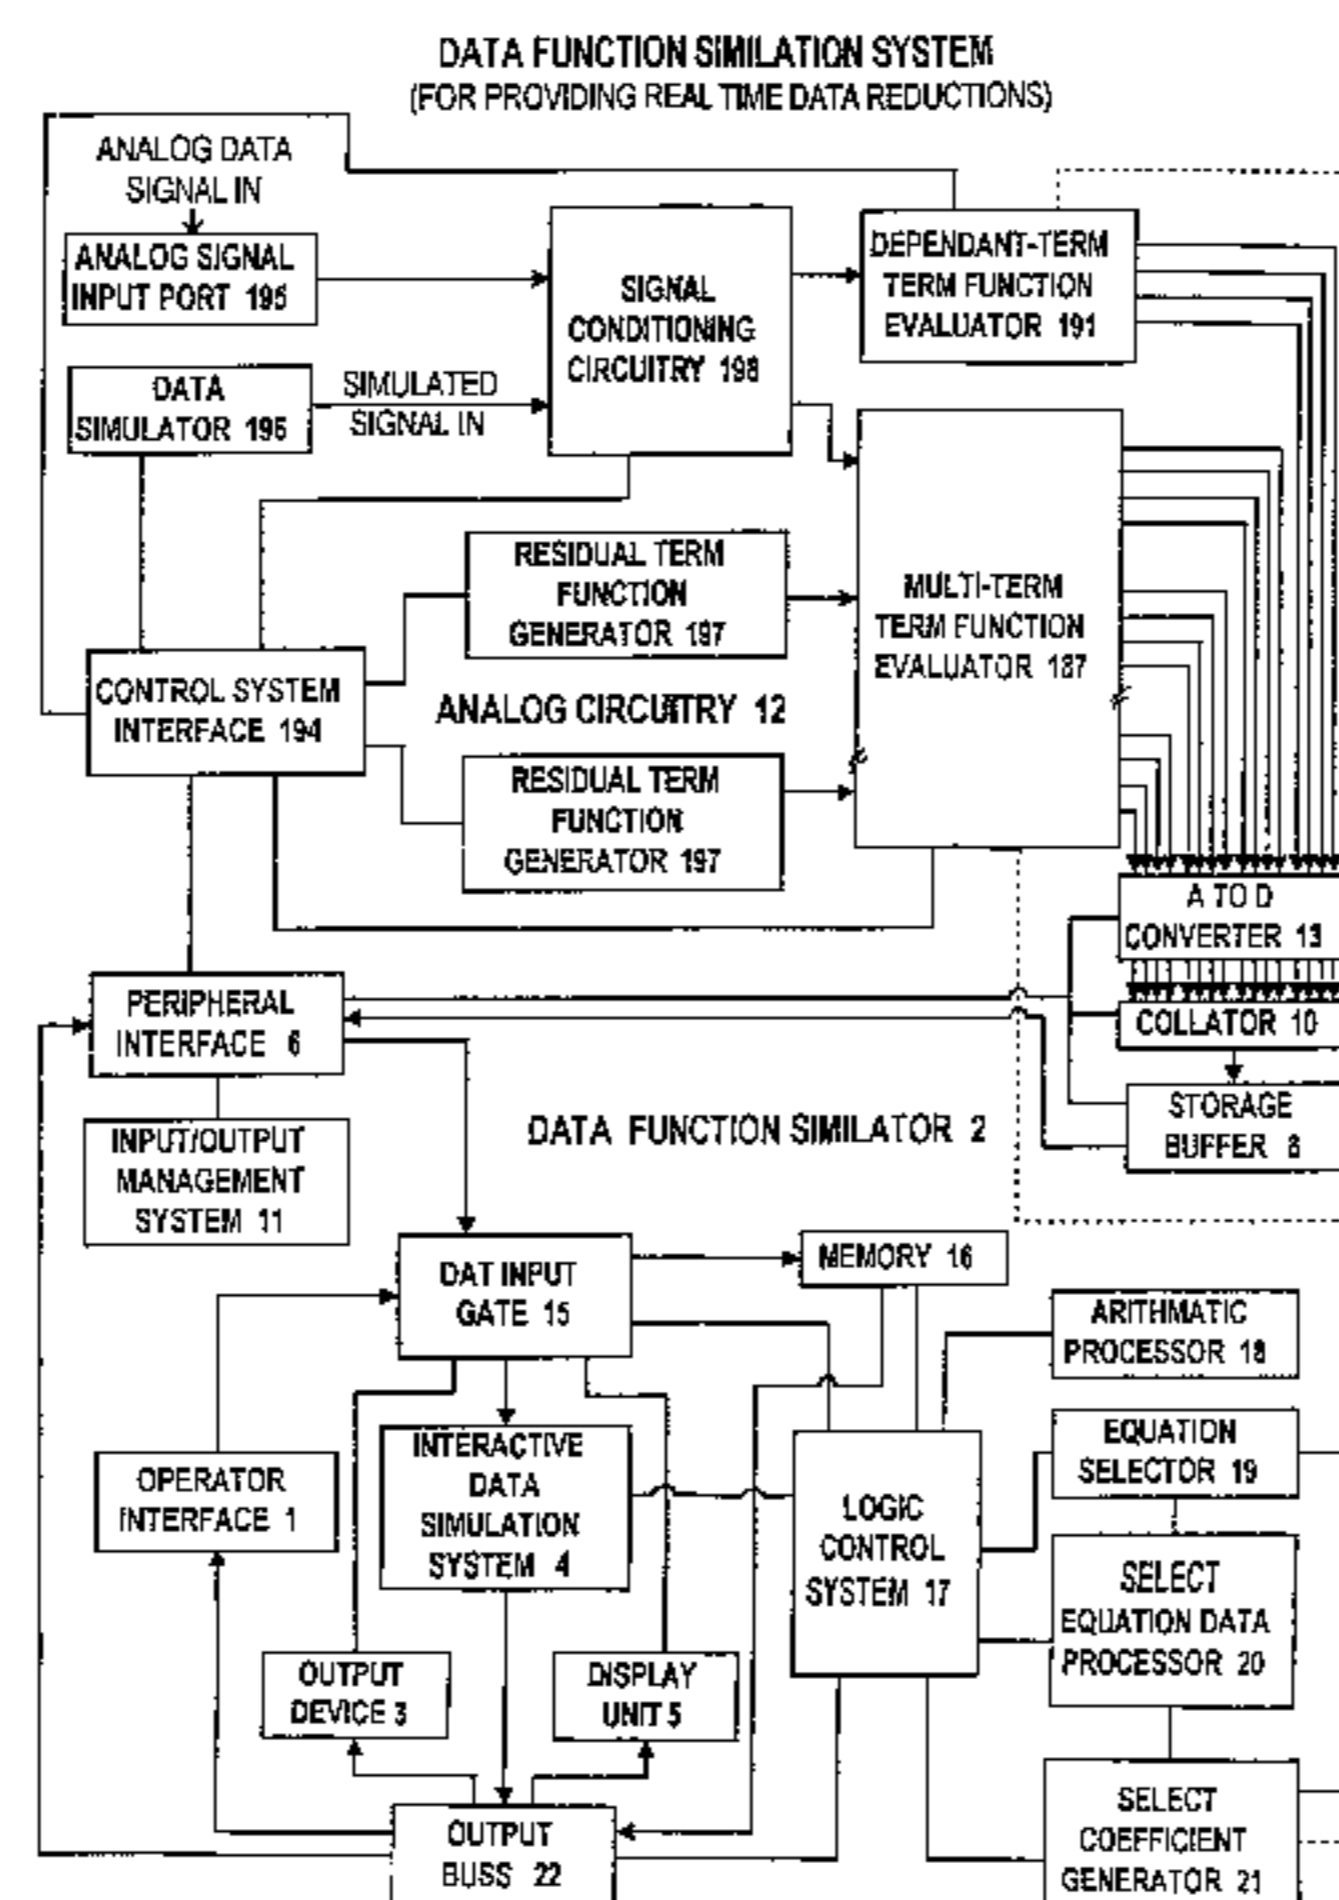 DATA FUNCTION SIMILATION SYSTEM
(FOR PROVIDING REAL TIME DATA REDUCTIONS)
ANALOG DATA
SIGNAL IN
ANALOG SIGNAL
INPUT PORT 195
DATA
SIMULATOR 196
SIMULATED
SIGNAL IN
SIGNAL
CONDITIONING
CIRCUITRY 198
DEPENDANT-TERM
TERM FUNCTION
EVALUATOR 191
RESIDUAL TERM
FUNCTION
GENERATOR 197
MULTI-TERM
TERM FUNCTION
EVALUATOR 187
CONTROL SYSTEM
INTERFACE 194
ANALOG CIRCUITRY 12
RESIDUAL TERM
FUNCTION
GENERATOR 197
A TO D
CONVERTER 13
PERIPHERAL
INTERFACE 6
COLLATOR 10
STORAGE
BUFFER 8
INPUT/OUTPUT
MANAGEMENT
SYSTEM 11
DATA FUNCTION SIMILATOR 2
DAT INPUT
GATE 15
MEMORY 16
ARITHMATIC
PROCESSOR 18
OPERATOR
INTERFACE 1
INTERACTIVE
DATA
SIMULATION
SYSTEM 4
LOGIC
CONTROL
SYSTEM 17
EQUATION
SELECTOR 19
SELECT
EQUATION DATA
PROCESSOR 20
OUTPUT
DEVICE 3
DISPLAY
UNIT 5
OUTPUT
BUSS 22
SELECT
COEFFICIENT
GENERATOR 21